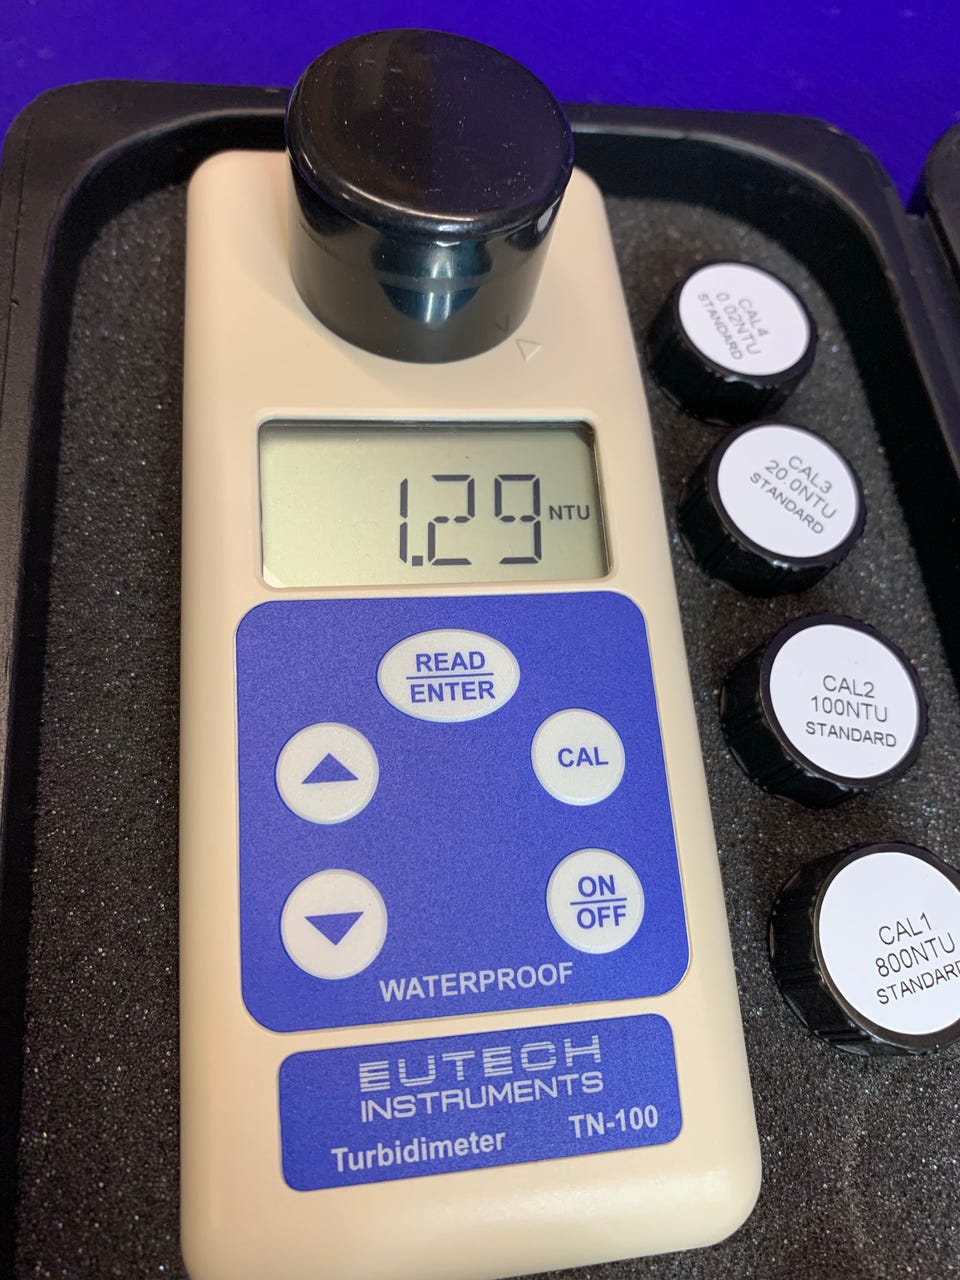 1.29 NTU
READ
ENTER
CAL
ON
OFF
WATERPROOF
EUTECH
INSTRUMENTS
Turbidimeter TN-100
CAL4
0.02NTU
STANDARD
CAL3
20.0NTU
STANDARD
CAL2
100NTU
STANDARD
CAL1
800NTU
STANDARD